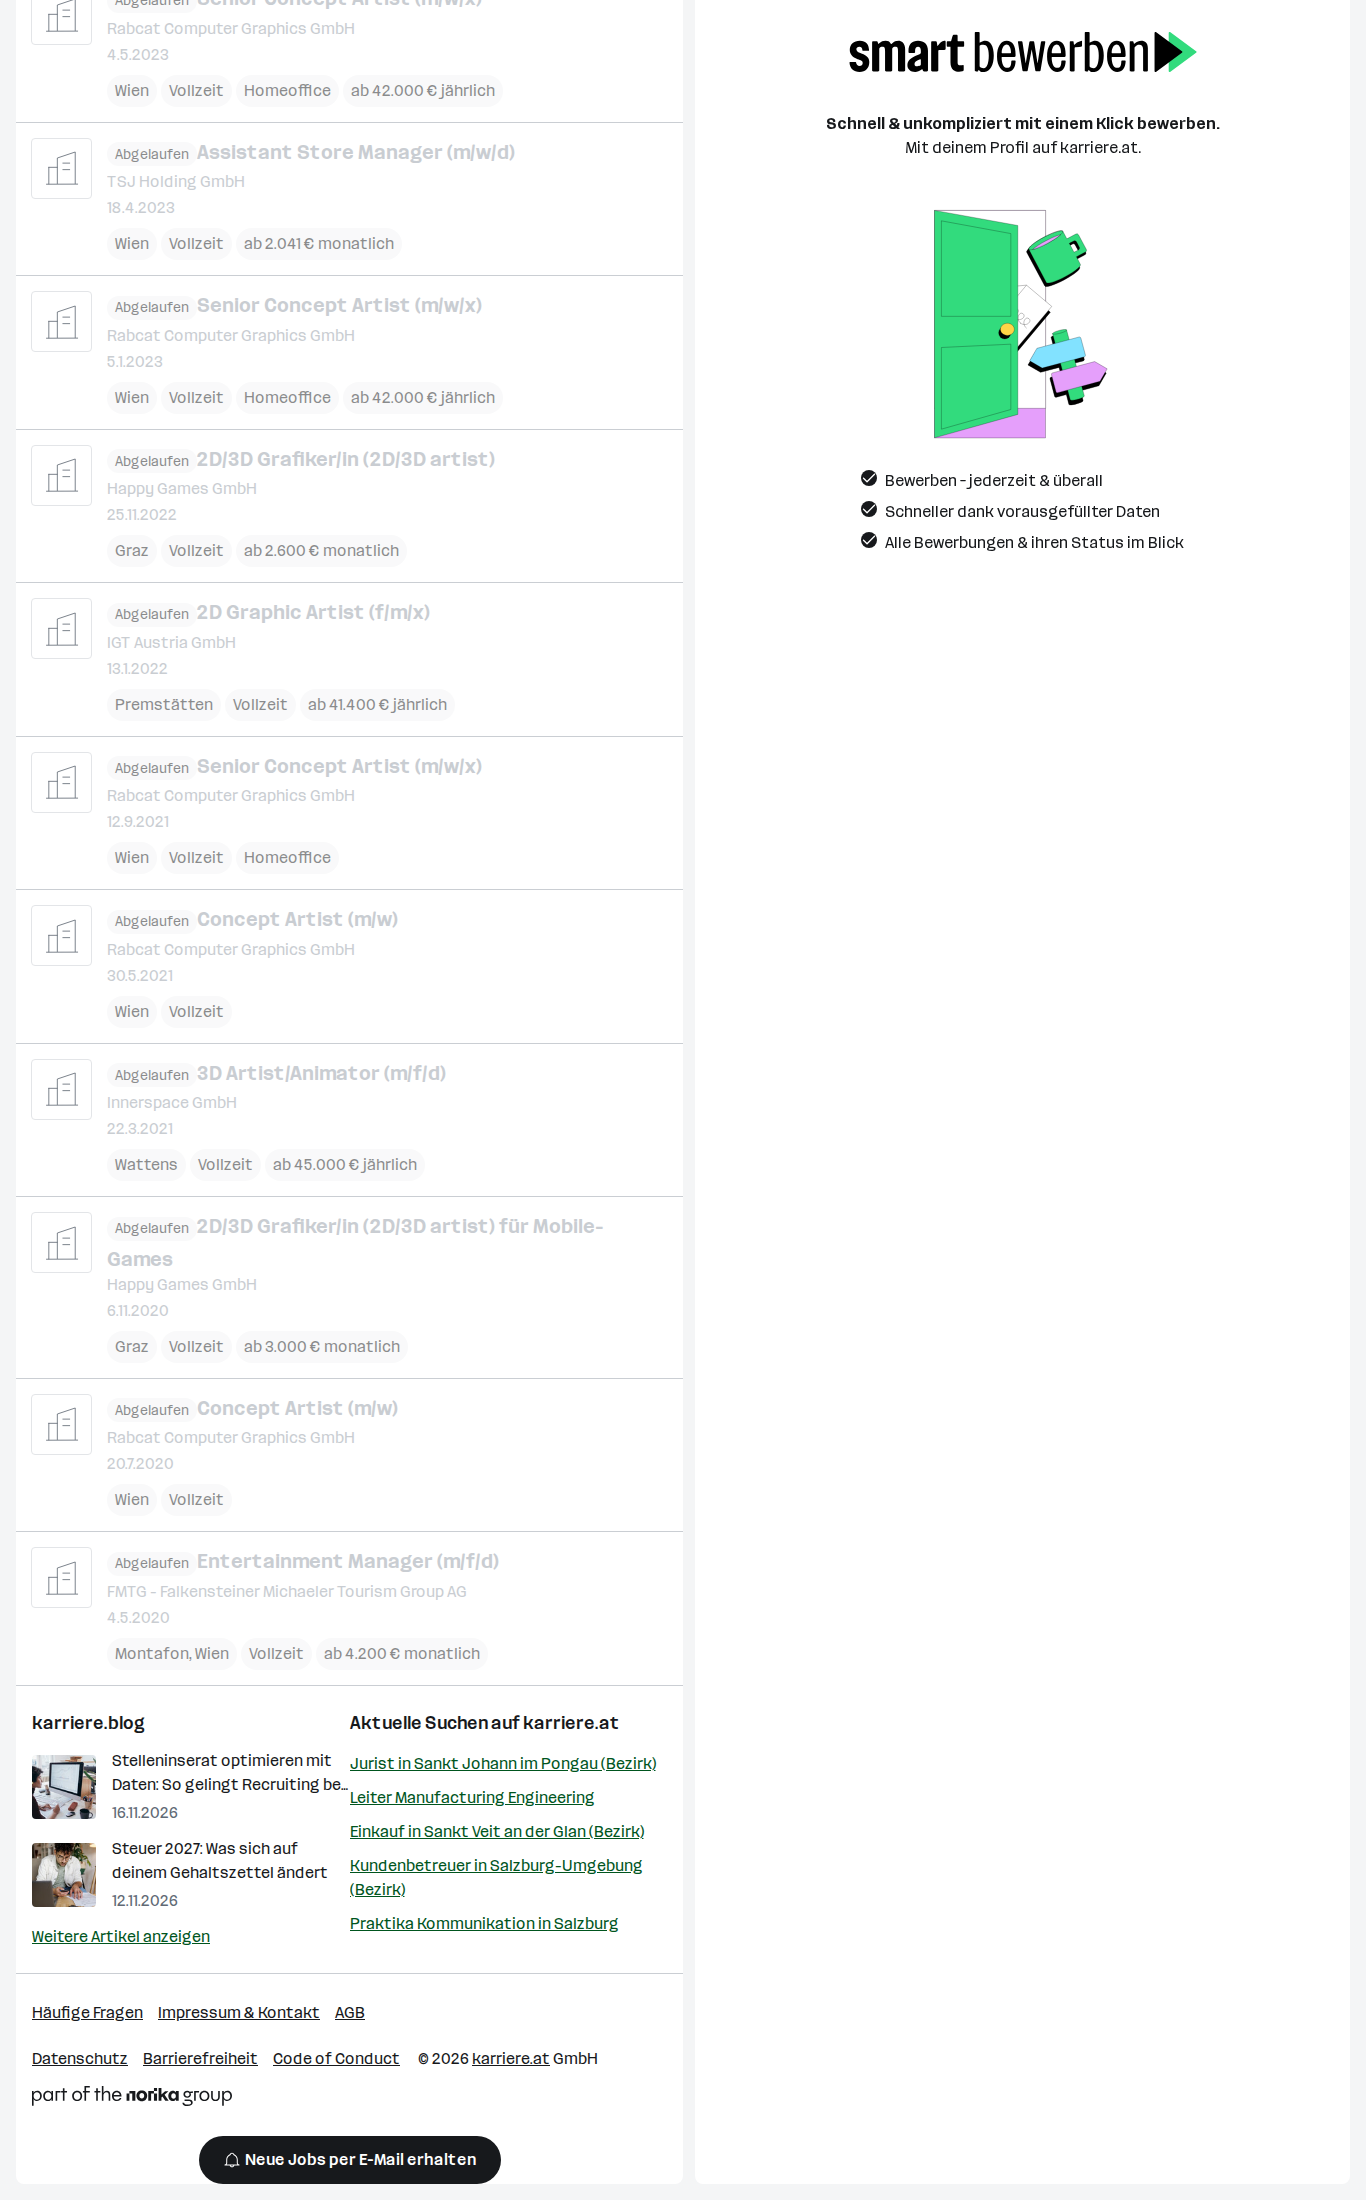 Abgelaufen Senior Concept Artist (m/w/x)
Rabcat Computer Graphics GmbH
4.5.2023
Wien Vollzeit Homeoffice ab 42.000 € jährlich
Abgelaufen Assistant Store Manager (m/w/d)
TSJ Holding GmbH
18.4.2023
Wien Vollzeit ab 2.041 € monatlich
Abgelaufen Senior Concept Artist (m/w/x)
Rabcat Computer Graphics GmbH
5.1.2023
Wien Vollzeit Homeoffice ab 42.000 € jährlich
Abgelaufen 2D/3D Grafiker/in (2D/3D artist)
Happy Games GmbH
25.11.2022
Graz Vollzeit ab 2.600 € monatlich
Abgelaufen 2D Graphic Artist (f/m/x)
IGT Austria GmbH
13.1.2022
Premstätten Vollzeit ab 41.400 € jährlich
Abgelaufen Senior Concept Artist (m/w/x)
Rabcat Computer Graphics GmbH
12.9.2021
Wien Vollzeit Homeoffice
Abgelaufen Concept Artist (m/w)
Rabcat Computer Graphics GmbH
30.5.2021
Wien Vollzeit
Abgelaufen 3D Artist/Animator (m/f/d)
Innerspace GmbH
22.3.2021
Wattens Vollzeit ab 45.000 € jährlich
Abgelaufen 2D/3D Grafiker/in (2D/3D artist) für Mobile-
Games
Happy Games GmbH
6.11.2020
Graz Vollzeit ab 3.000 € monatlich
Abgelaufen Concept Artist (m/w)
Rabcat Computer Graphics GmbH
20.7.2020
Wien Vollzeit
Abgelaufen Entertainment Manager (m/f/d)
FMTG - Falkensteiner Michaeler Tourism Group AG
4.5.2020
Montafon, Wien Vollzeit ab 4.200 € monatlich
karriere.blog
Stelleninserat optimieren mit
Daten: So gelingt Recruiting be...
16.11.2026
Steuer 2027: Was sich auf
deinem Gehaltszettel ändert
12.11.2026
Weitere Artikel anzeigen
Aktuelle Suchen auf karriere.at
Jurist in Sankt Johann im Pongau (Bezirk)
Leiter Manufacturing Engineering
Einkauf in Sankt Veit an der Glan (Bezirk)
Kundenbetreuer in Salzburg-Umgebung
(Bezirk)
Praktika Kommunikation in Salzburg
Häufige Fragen Impressum & Kontakt AGB
Datenschutz Barrierefreiheit Code of Conduct © 2026 karriere.at GmbH
part of the norika group
Neue Jobs per E-Mail erhalten
smart bewerben
Schnell & unkompliziert mit einem Klick bewerben.
Mit deinem Profil auf karriere.at.
Bewerben - jederzeit & überall
Schneller dank vorausgefüllter Daten
Alle Bewerbungen & ihren Status im Blick